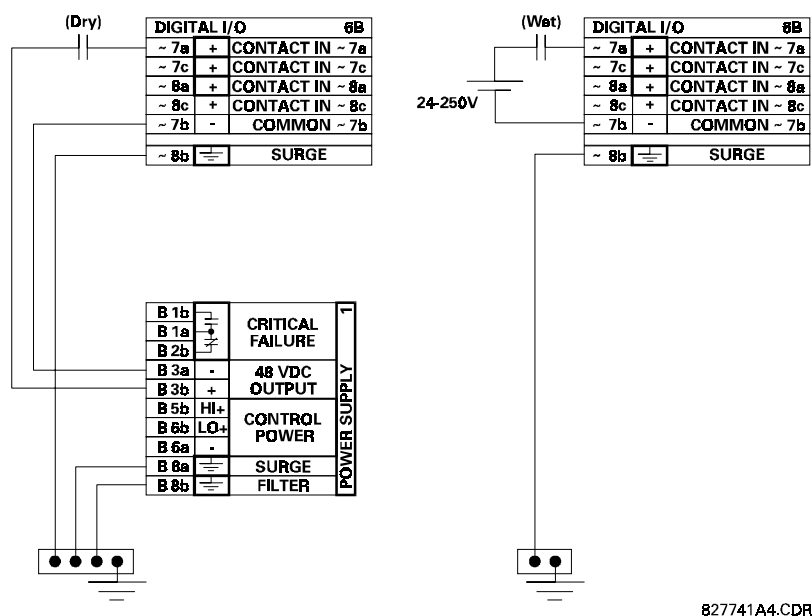 (Dry)
DIGITAL I/O 6B
~ 7a + CONTACT IN ~ 7a
~ 7c + CONTACT IN ~ 7c
~ 8a + CONTACT IN ~ 8a
~ 8c + CONTACT IN ~ 8c
~ 7b - COMMON ~ 7b
~ 8b SURGE
(Wet)
24-250V
DIGITAL I/O 6B
~ 7a + CONTACT IN ~ 7a
~ 7c + CONTACT IN ~ 7c
~ 8a + CONTACT IN ~ 8a
~ 8c + CONTACT IN ~ 8c
~ 7b - COMMON ~ 7b
~ 8b SURGE
B 1b
B 1a
B 2b
CRITICAL
FAILURE
B 3a -
B 3b +
48 VDC
OUTPUT
B 5b HI+
B 6b LO+
B 6a -
CONTROL
POWER
B 8a SURGE
B 8b FILTER
POWER SUPPLY 1
827741A4.CDR